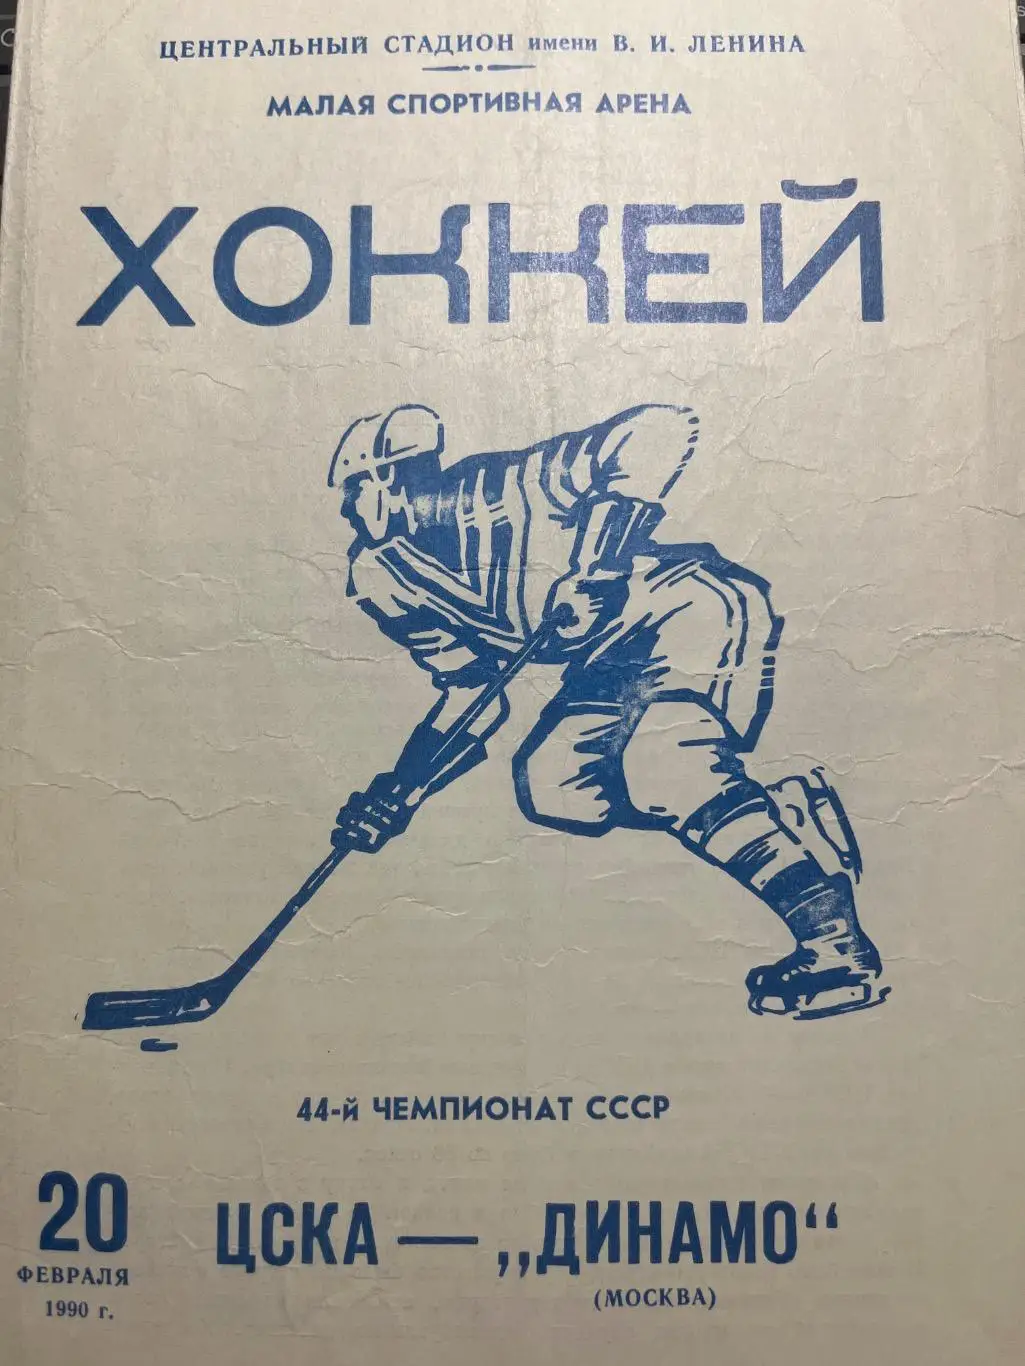 ЦЕНТРАЛЬНЫЙ СТАДИОН имени В. И. ЛЕНИНА
МАЛАЯ СПОРТИВНАЯ АРЕНА
ХОККЕЙ
44-й ЧЕМПИОНАТ СССР
20
ФЕВРАЛЯ
1990 г.
ЦСКА — „ДИНАМО“
(МОСКВА)